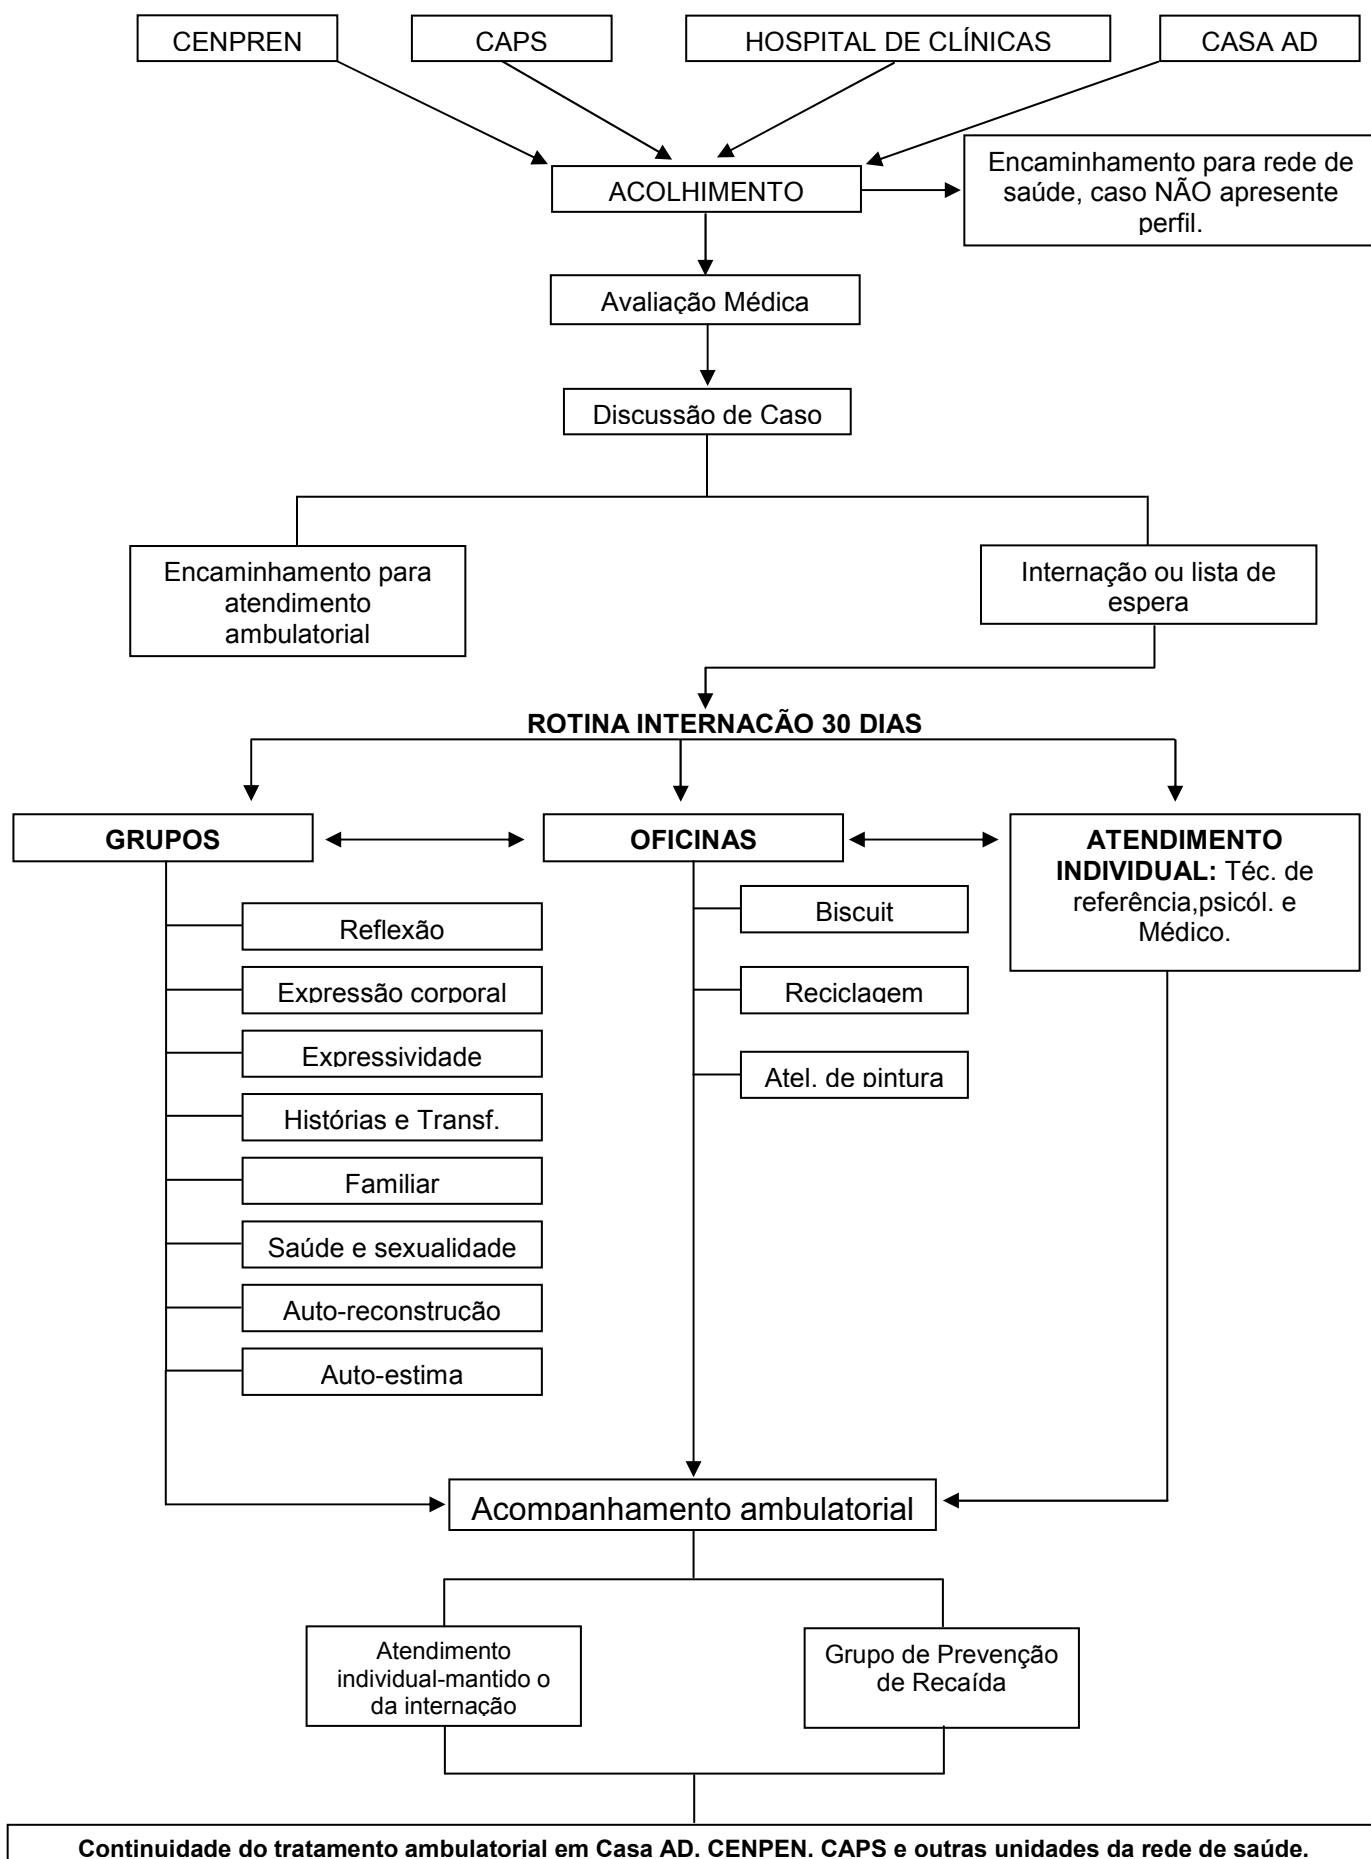 CENPREN
CAPS
HOSPITAL DE CLÍNICAS
CASA AD
ACOLHIMENTO
Encaminhamento para rede de
saúde, caso NÃO apresente
perfil.
Avaliação Médica
Discussão de Caso
Encaminhamento para
atendimento
ambulatorial
Internação ou lista de
espera
ROTINA INTERNACÃO 30 DIAS
GRUPOS
OFICINAS
ATENDIMENTO
INDIVIDUAL: Téc. de
referência,psicól. e
Médico.
Reflexão
Expressão corporal
Expressividade
Histórias e Transf.
Familiar
Saúde e sexualidade
Auto-reconstrução
Auto-estima
Biscuit
Reciclagem
Atel. de pintura
Acompanhamento ambulatorial
Atendimento
individual-mantido o
da internação
Grupo de Prevenção
de Recaída
Continuidade do tratamento ambulatorial em Casa AD, CENPEN, CAPS e outras unidades da rede de saúde.